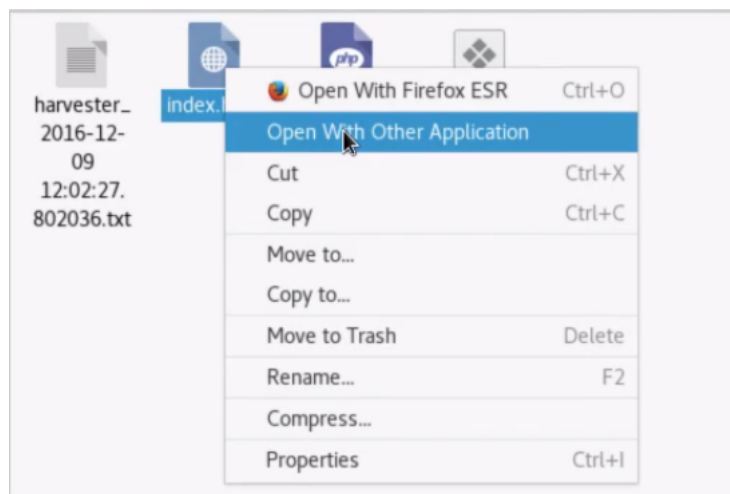 harvester_
2016-12-
09
12:02:27.
802036.txt
index.
php
Open With Firefox ESR Ctrl+O
Open With Other Application
Cut Ctrl+X
Copy Ctrl+C
Move to...
Copy to...
Move to Trash Delete
Rename... F2
Compress...
Properties Ctrl+I